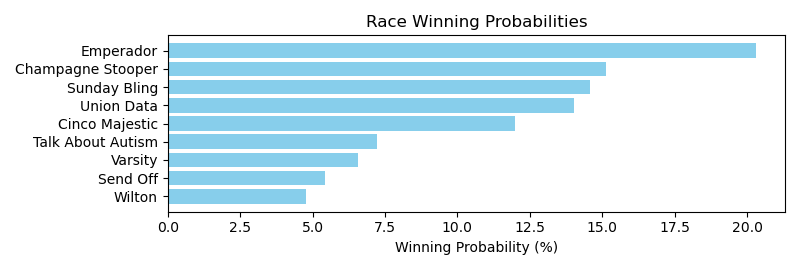 Race Winning Probabilities
Emperador
Champagne Stooper
Sunday Bling
Union Data
Cinco Majestic
Talk About Autism
Varsity
Send Off
Wilton
0.0 2.5 5.0 7.5 10.0 12.5 15.0 17.5 20.0
Winning Probability (%)